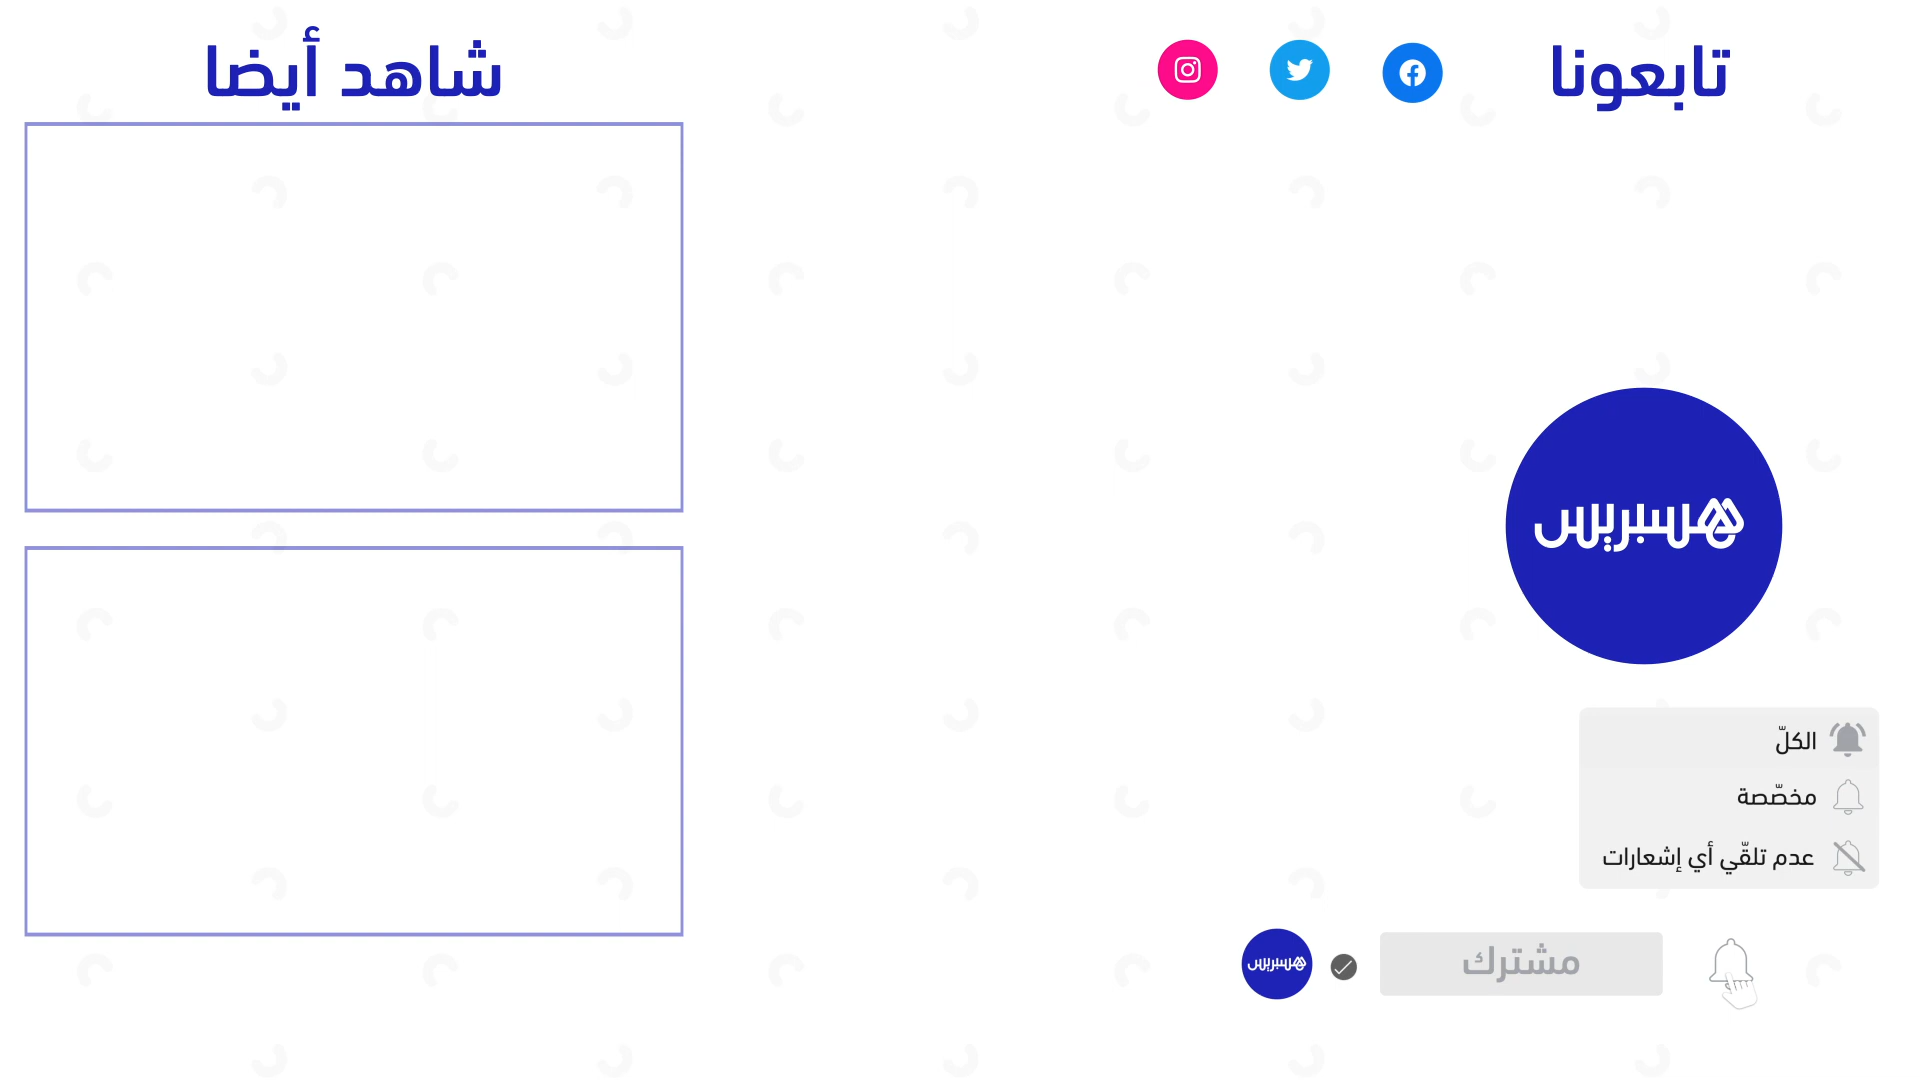 تابعونا
شاهد أيضا
هسبريس
الكلّ
مخصّصة
عدم تلقّي أي إشعارات
مشترك
هسبريس